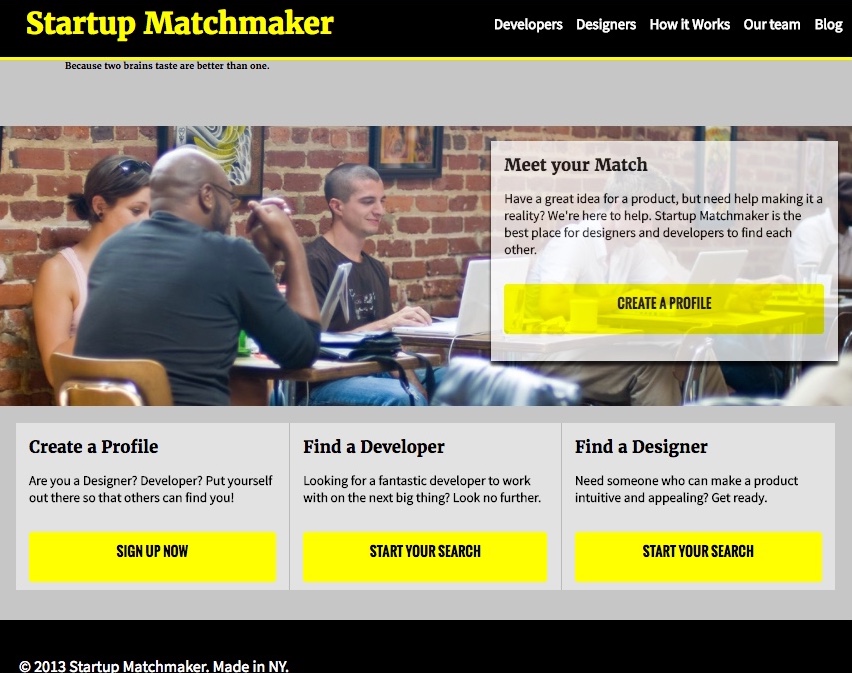 Startup Matchmaker
Developers Designers How it Works Our team Blog
Because two brains taste are better than one.
Meet your Match
Have a great idea for a product, but need help making it a
reality? We're here to help. Startup Matchmaker is the
best place for designers and developers to find each
other.
CREATE A PROFILE
Create a Profile
Are you a Designer? Developer? Put yourself
out there so that others can find you!
SIGN UP NOW
Find a Developer
Looking for a fantastic developer to work
with on the next big thing? Look no further.
START YOUR SEARCH
Find a Designer
Need someone who can make a product
intuitive and appealing? Get ready.
START YOUR SEARCH
© 2013 Startup Matchmaker. Made in NY.